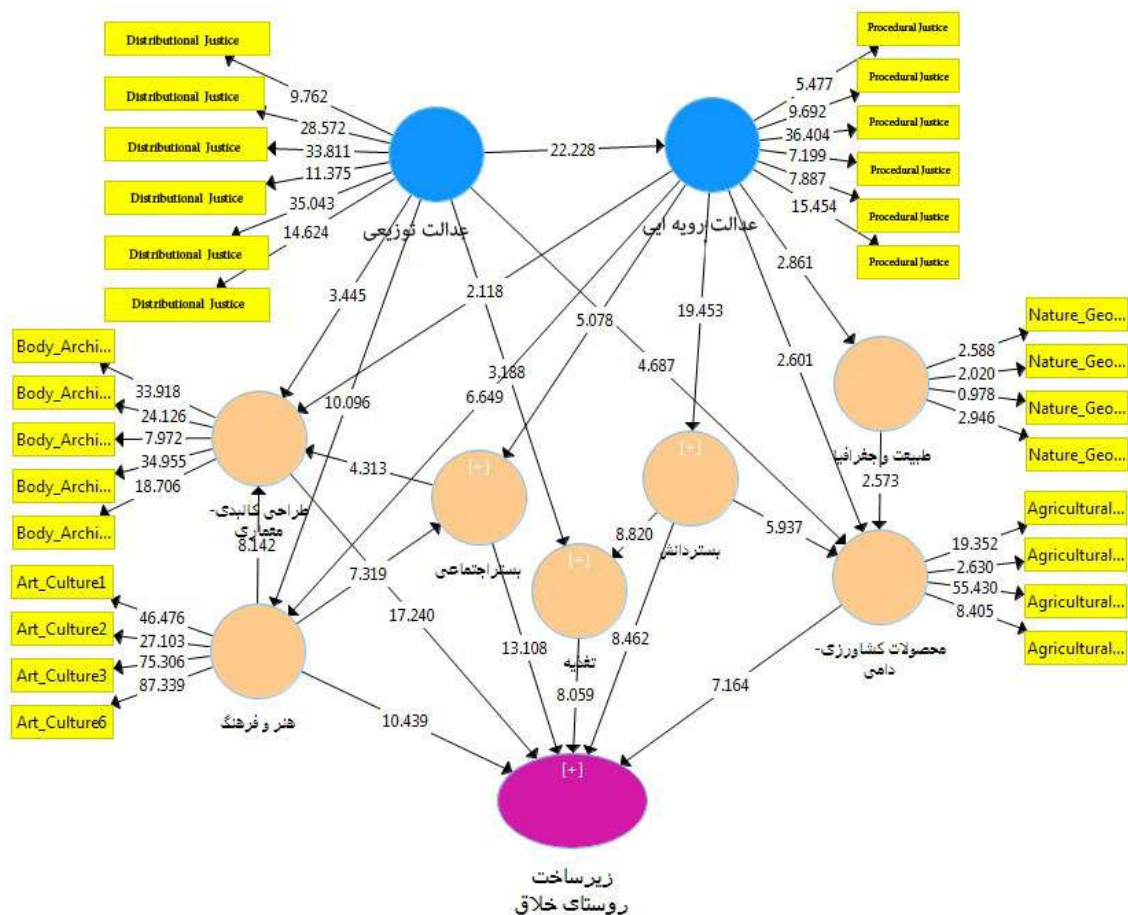 Distributional Justice
Distributional Justice
Distributional Justice
Distributional Justice
Distributional Justice
Distributional Justice
9.762
28.572
33.811
11.375
35.043
14.624
عدالت توزیعی
22.228
عدالت رویه ایی
Procedural Justice
Procedural Justice
Procedural Justice
Procedural Justice
Procedural Justice
Procedural Justice
5.477
9.692
36.404
7.199
7.887
15.454
3.445
2.118
5.078
19.453
2.861
10.096
3.188
6.649
4.687
2.601
Body_Archi...
Body_Archi...
Body_Archi...
Body_Archi...
Body_Archi...
33.918
24.126
7.972
34.955
18.706
طراحی کالبدی-
معماری
8.142
4.313
[+]
بستر اجتماعی
7.319
[+]
بستر دانش
8.820
5.937
[+]
تغذیه
Nature_Geo...
Nature_Geo...
Nature_Geo...
Nature_Geo...
2.588
2.020
0.978
2.946
طبیعت و جغرافیا
2.573
Agricultural...
Agricultural...
Agricultural...
Agricultural...
19.352
2.630
55.430
8.405
محصولات کشاورزی-
دامی
Art_Culture1
Art_Culture2
Art_Culture3
Art_Culture6
46.476
27.103
75.306
87.339
هنر و فرهنگ
10.439
17.240
13.108
8.059
8.462
7.164
[+]
زیرساخت
روستای خلاق